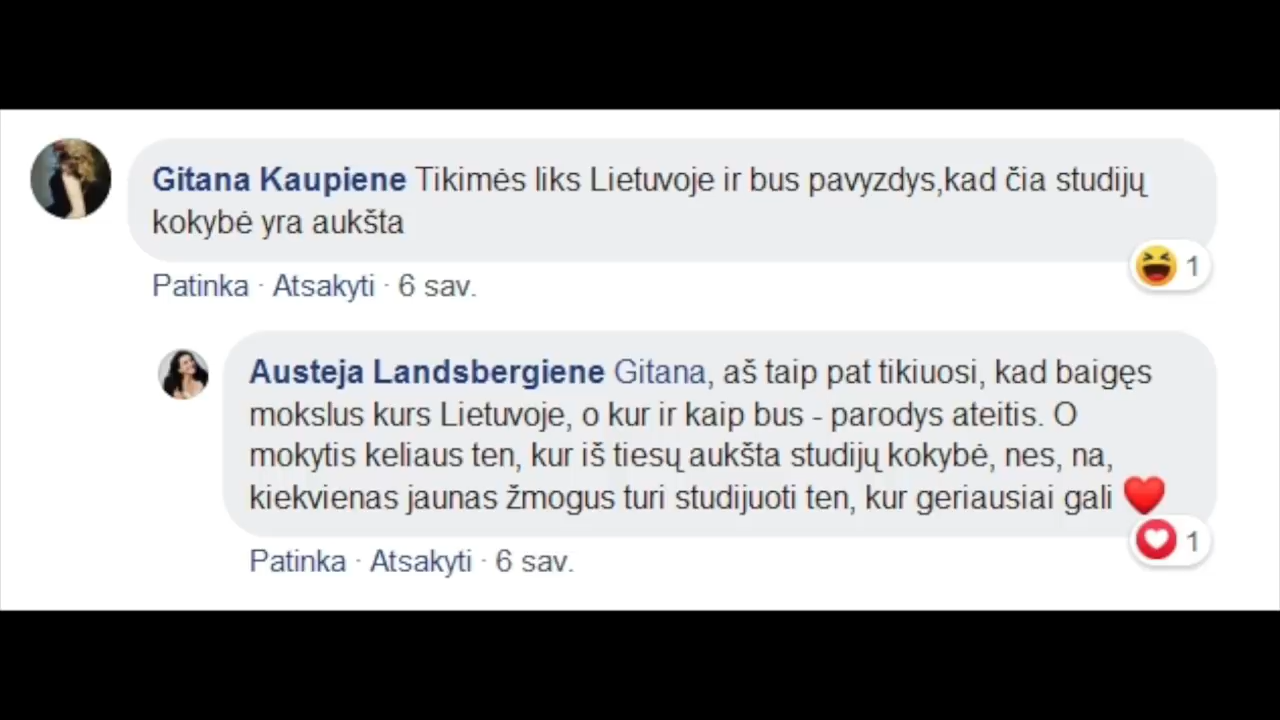 Gitana Kaupiene Tikimės liks Lietuvoje ir bus pavyzdys,kad čia studijų
kokybė yra aukšta
1
Patinka · Atsakyti · 6 sav.
Austeja Landsbergiene Gitana, aš taip pat tikiuosi, kad baigęs
mokslus kurs Lietuvoje, o kur ir kaip bus - parodys ateitis. O
mokytis keliaus ten, kur iš tiesų aukšta studijų kokybė, nes, na,
kiekvienas jaunas žmogus turi studijuoti ten, kur geriausiai gali ❤️
1
Patinka · Atsakyti · 6 sav.